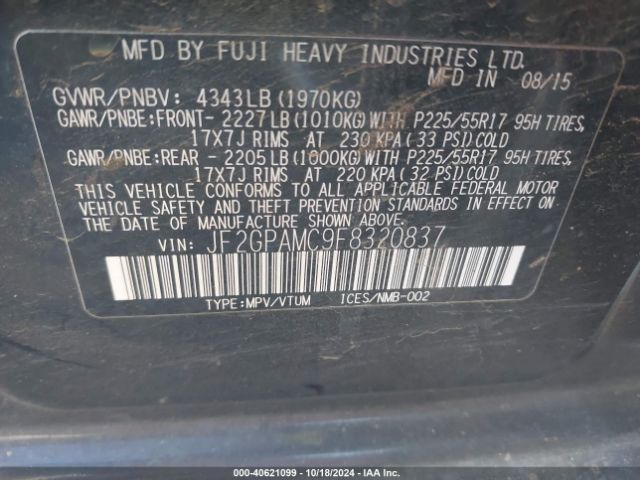 MFD BY FUJI HEAVY INDUSTRIES LTD.
MFD IN 08/15
GVWR/PNBV: 4343LB (1970KG)
GAWR/PNBE:FRONT- 2227LB(1010KG)WITH P225/55R17 95H TIRES,
17X7J RIMS AT 230 KPA(33 PSI)COLD
GAWR/PNBE:REAR - 2205LB(1000KG)WITH P225/55R17 95H TIRES,
17X7J RIMS AT 220 KPA(32 PSI)COLD
THIS VEHICLE CONFORMS TO ALL APPLICABLE FEDERAL MOTOR
VEHICLE SAFETY AND THEFT PREVENTION STANDARDS IN EFFECT ON
THE DATE OF MANUFACTURE SHOWN ABOVE.
VIN: JF2GPAMC9F8320837
TYPE:MPV/VTUM ICES/NMB-002
000-40621099 | 10/18/2024 | IAA Inc.